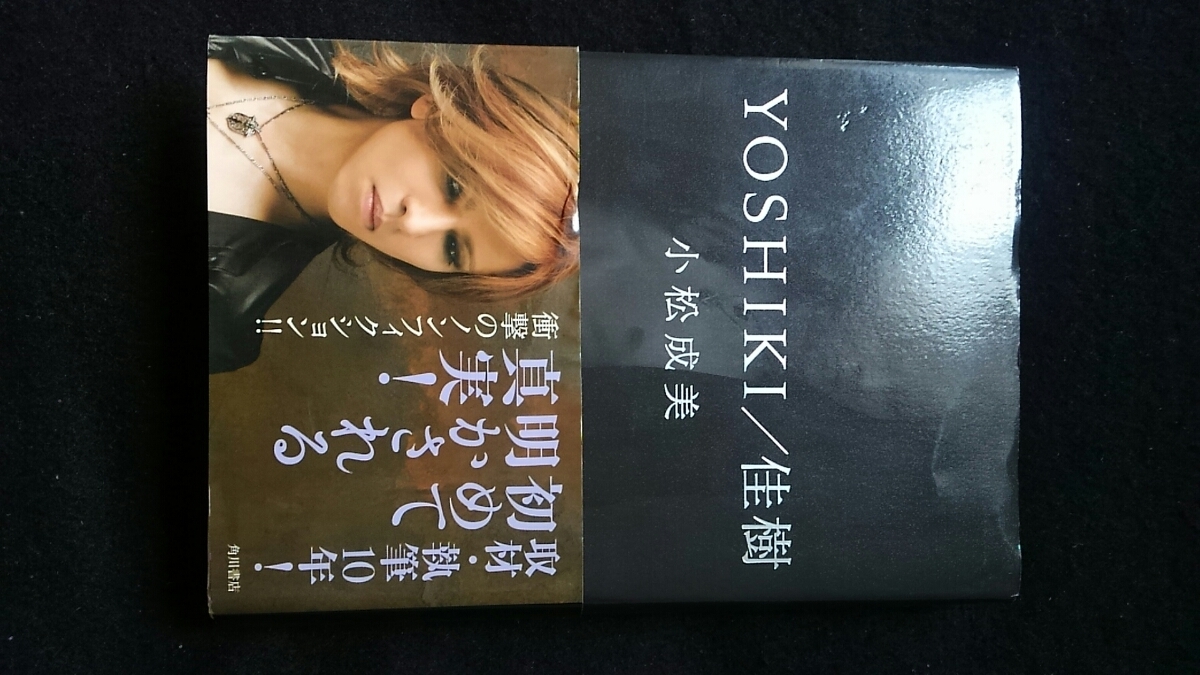 YOSHIKI/佳樹
小松成美
取材・執筆10年！
初めて
明かされる
真実！
衝撃のノンフィクション!!
角川書店